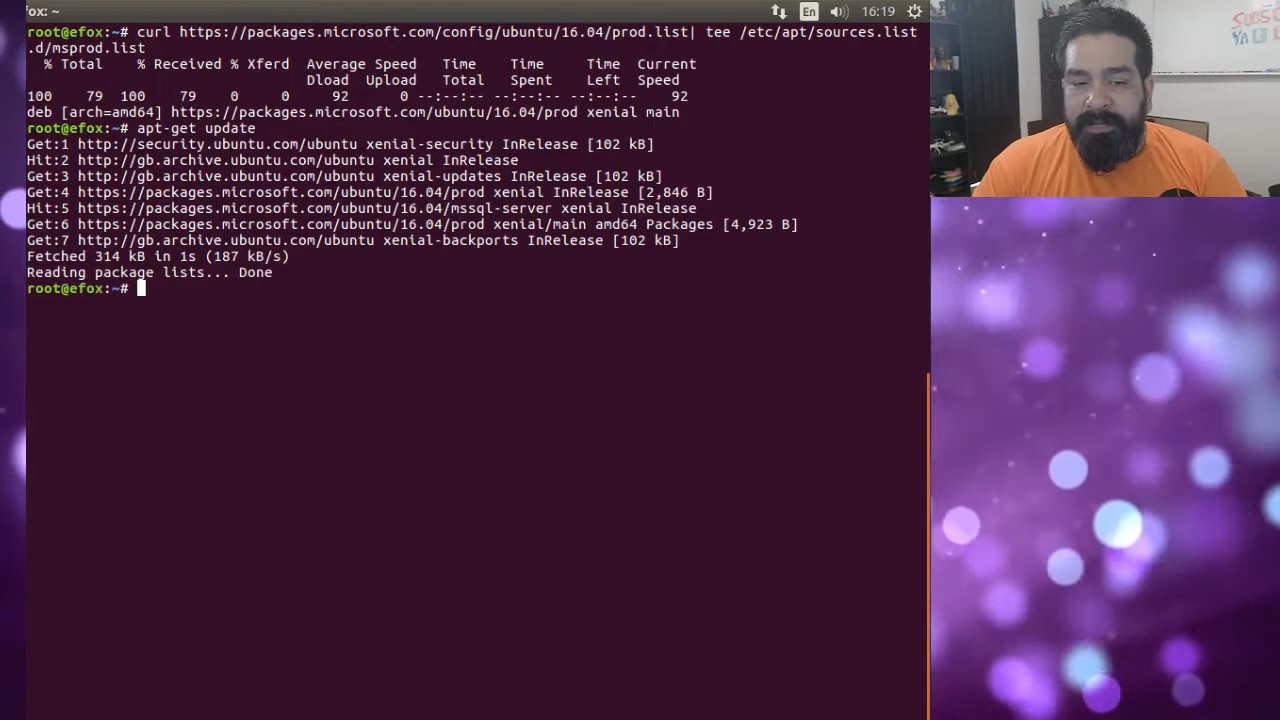 fox: ~
En
16:19
root@efox:~# curl https://packages.microsoft.com/config/ubuntu/16.04/prod.list| tee /etc/apt/sources.list
.d/msprod.list
% Total % Received % Xferd Average Speed Time Time Time Current
Dload Upload Total Spent Left Speed
100 79 100 79 0 0 92 0 --:--:-- --:--:-- --:--:-- 92
deb [arch=amd64] https://packages.microsoft.com/ubuntu/16.04/prod xenial main
root@efox:~# apt-get update
Get:1 http://security.ubuntu.com/ubuntu xenial-security InRelease [102 kB]
Hit:2 http://gb.archive.ubuntu.com/ubuntu xenial InRelease
Get:3 http://gb.archive.ubuntu.com/ubuntu xenial-updates InRelease [102 kB]
Get:4 https://packages.microsoft.com/ubuntu/16.04/prod xenial InRelease [2,846 B]
Hit:5 https://packages.microsoft.com/ubuntu/16.04/mssql-server xenial InRelease
Get:6 https://packages.microsoft.com/ubuntu/16.04/prod xenial/main amd64 Packages [4,923 B]
Get:7 http://gb.archive.ubuntu.com/ubuntu xenial-backports InRelease [102 kB]
Fetched 314 kB in 1s (187 kB/s)
Reading package lists... Done
root@efox:~#